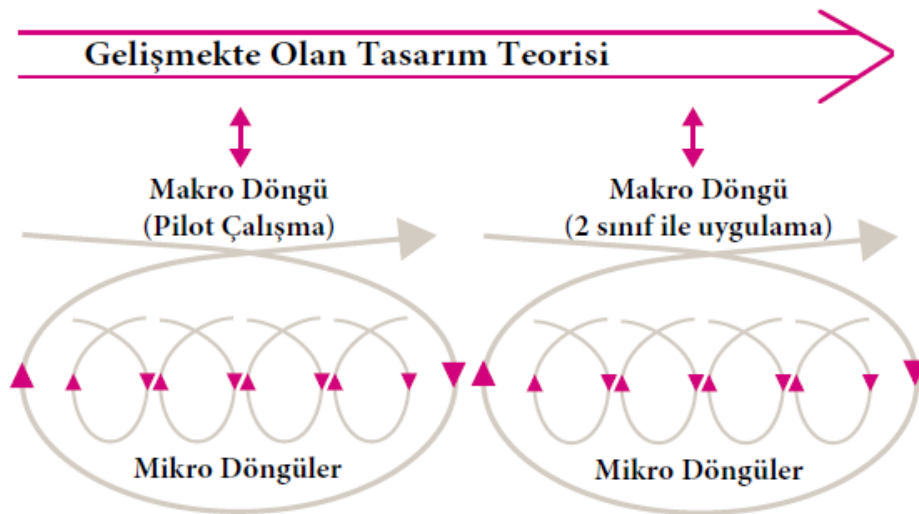 Gelişmekte Olan Tasarım Teorisi
Makro Döngü
(Pilot Çalışma)
Makro Döngü
(2 sınıf ile uygulama)
Mikro Döngüler
Mikro Döngüler